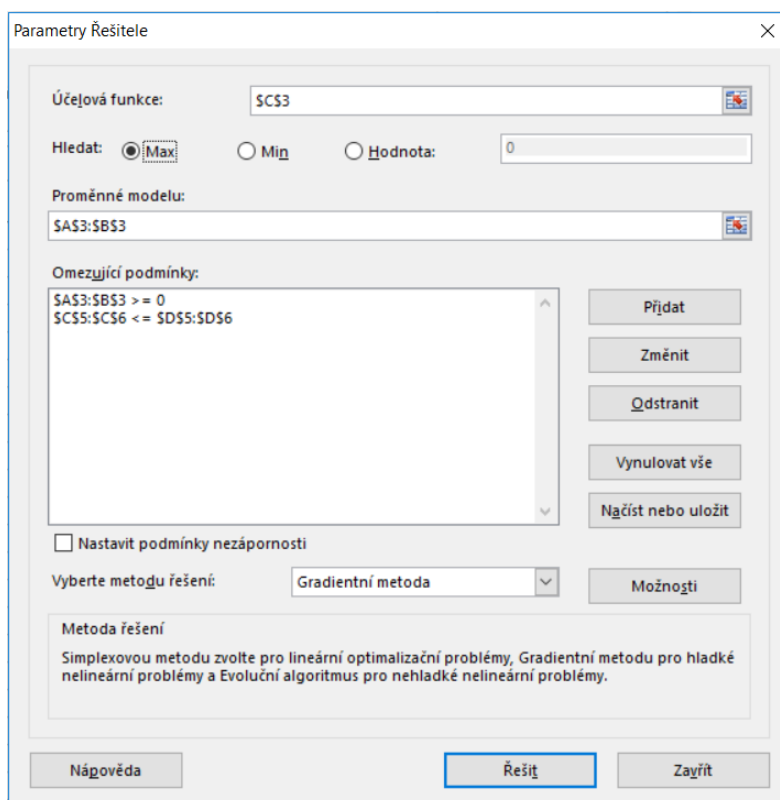 Parametry Řešitele
Účelová funkce: $C$3
Hledat: Max Min Hodnota: 0
Proměnné modelu:
$A$3:$B$3
Omezující podmínky:
$A$3:$B$3 >= 0
$C$5:$C$6 <= $D$5:$D$6
Přidat
Změnit
Odstranit
Vynulovat vše
Načíst nebo uložit
Nastavit podmínky nezápornosti
Vyberte metodu řešení: Gradientní metoda Možnosti
Metoda řešení
Simplexovou metodu zvolte pro lineární optimalizační problémy, Gradientní metodu pro hladké
nelineární problémy a Evoluční algoritmus pro nehladké nelineární problémy.
Nápověda Řešit Zavřít